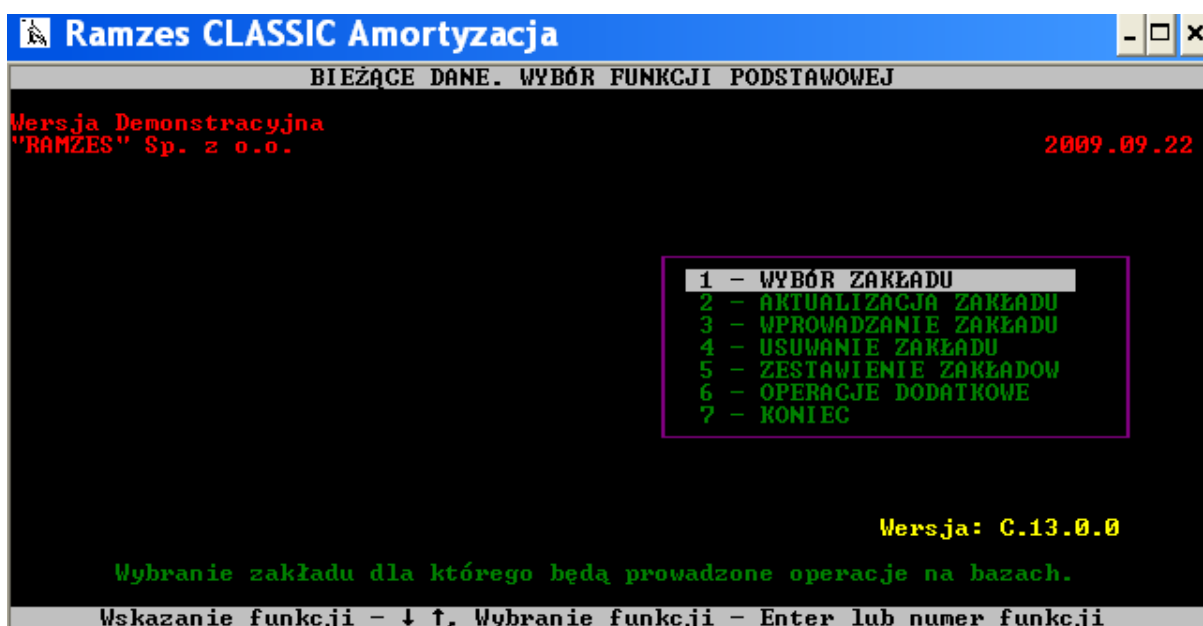 Ramzes CLASSIC Amortyzacja
BIEŻĄCE DANE. WYBÓR FUNKCJI PODSTAWOWEJ
Wersja Demonstracyjna
"RAMZES" Sp. z o.o. 2009.09.22
1 - WYBÓR ZAKŁADU
2 - AKTUALIZACJA ZAKŁADU
3 - WPROWADZANIE ZAKŁADU
4 - USUWANIE ZAKŁADU
5 - ZESTAWIENIE ZAKŁADOW
6 - OPERACJE DODATKOWE
7 - KONIEC
Wersja: C.13.0.0
Wybranie zakładu dla którego będą prowadzone operacje na bazach.
Wskazanie funkcji - ↓ ↑, Wybranie funkcji - Enter lub numer funkcji